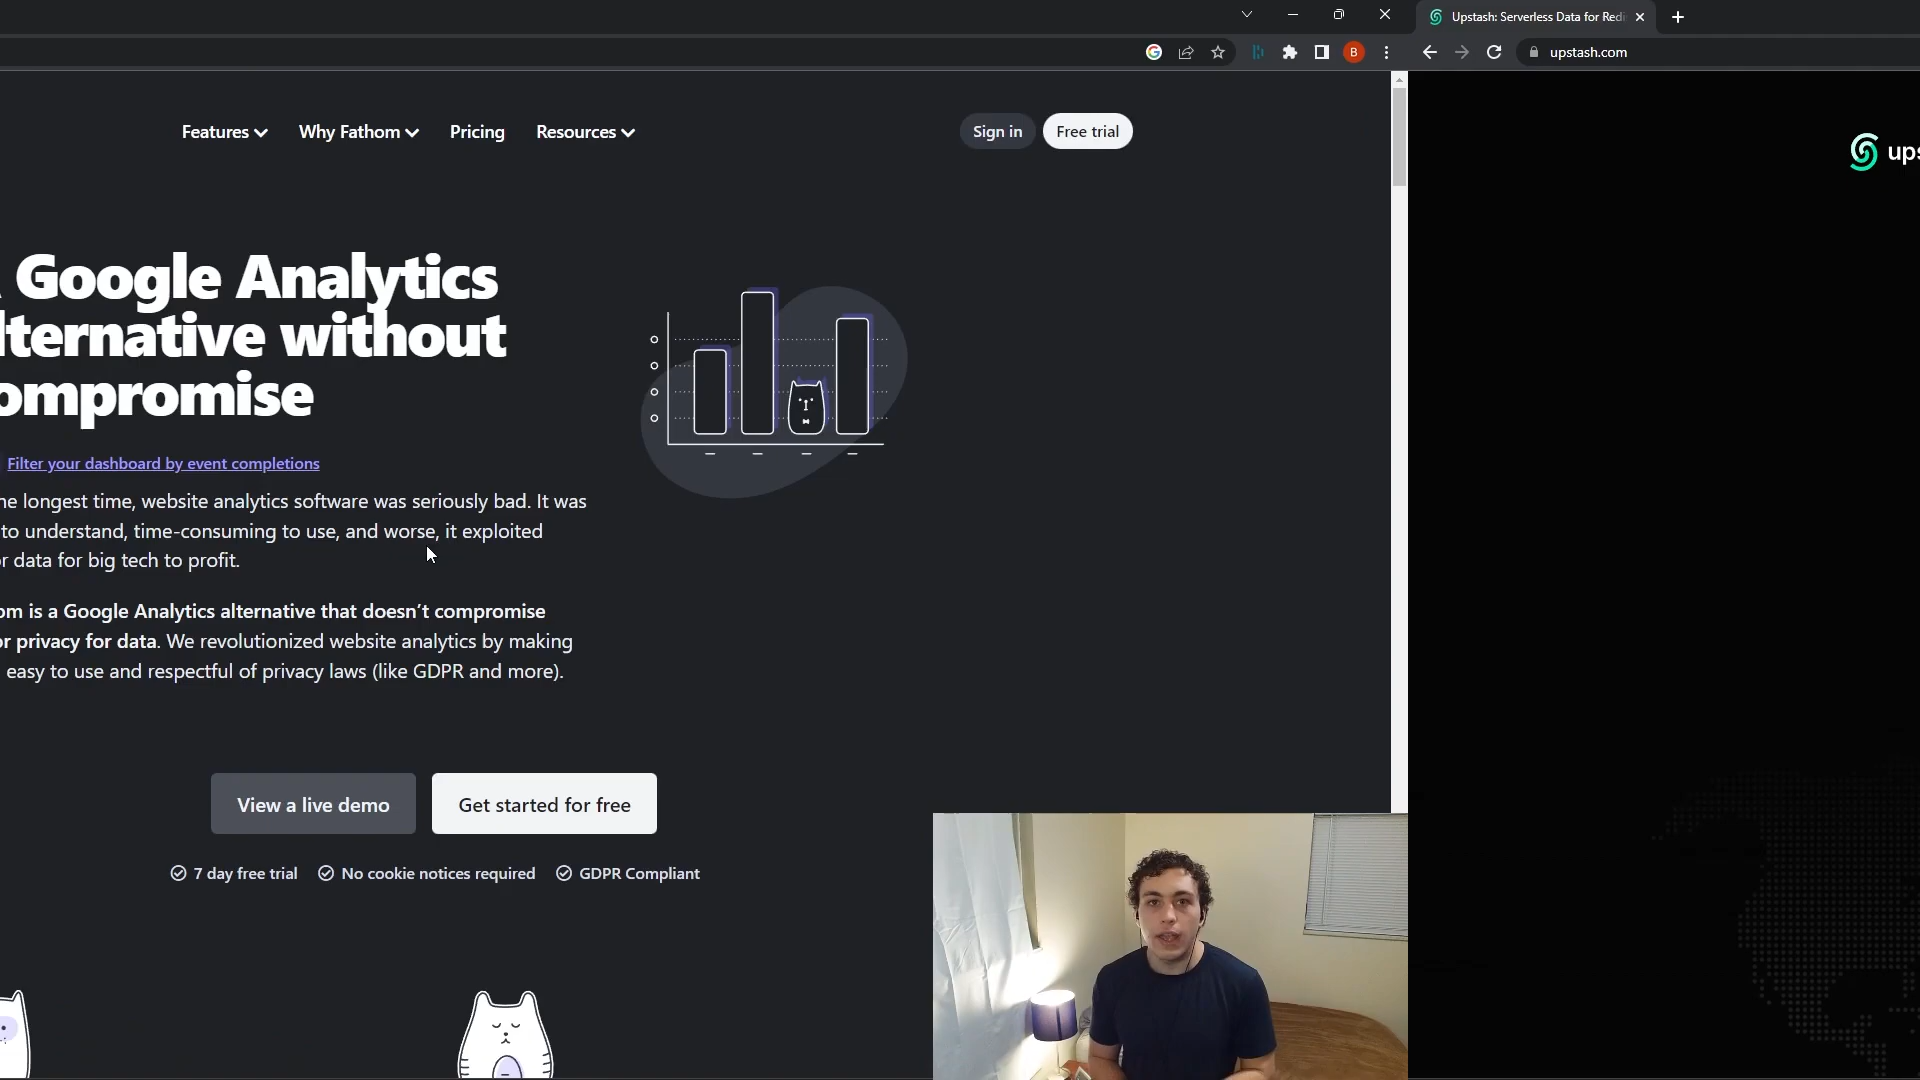 Upstash: Serverless Data for Redi
B
upstash.com
Features
Why Fathom
Pricing
Resources
Sign in
Free trial
ups
Google Analytics
lternative without
ompromise
Filter your dashboard by event completions
he longest time, website analytics software was seriously bad. It was
to understand, time-consuming to use, and worse, it exploited
r data for big tech to profit.
om is a Google Analytics alternative that doesn't compromise
or privacy for data. We revolutionized website analytics by making
easy to use and respectful of privacy laws (like GDPR and more).
View a live demo
Get started for free
7 day free trial
No cookie notices required
GDPR Compliant